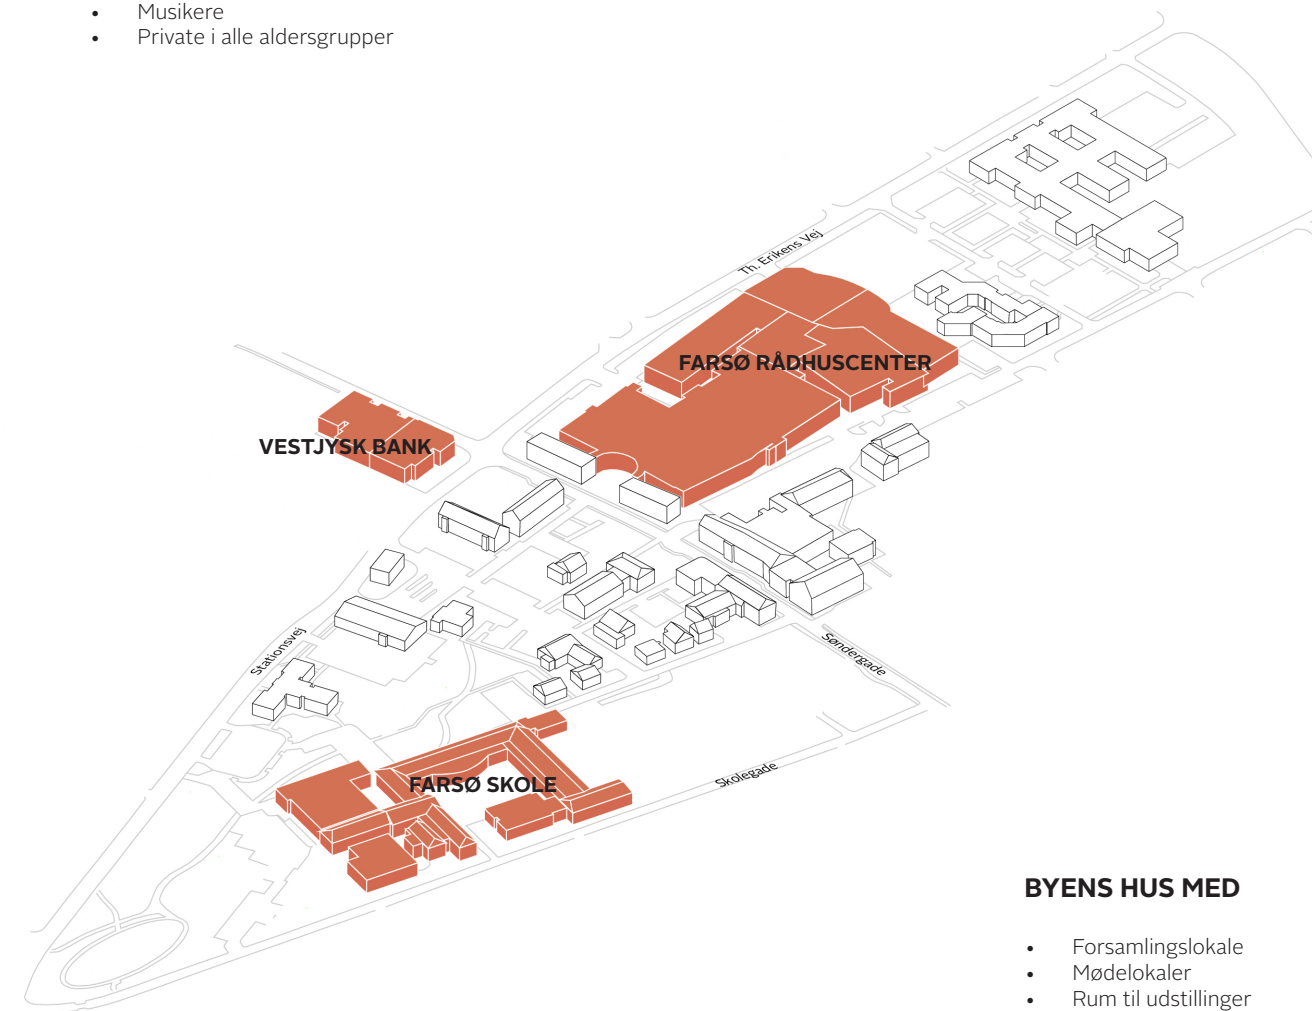 • Musikere
• Private i alle aldersgrupper
Th. Erikens Vej
FARSØ RÅDHUSCENTER
VESTJYSK BANK
Stationsvej
Søndergade
FARSØ SKOLE
Skolegade
BYENS HUS MED
• Forsamlingslokale
• Mødelokaler
• Rum til udstillinger